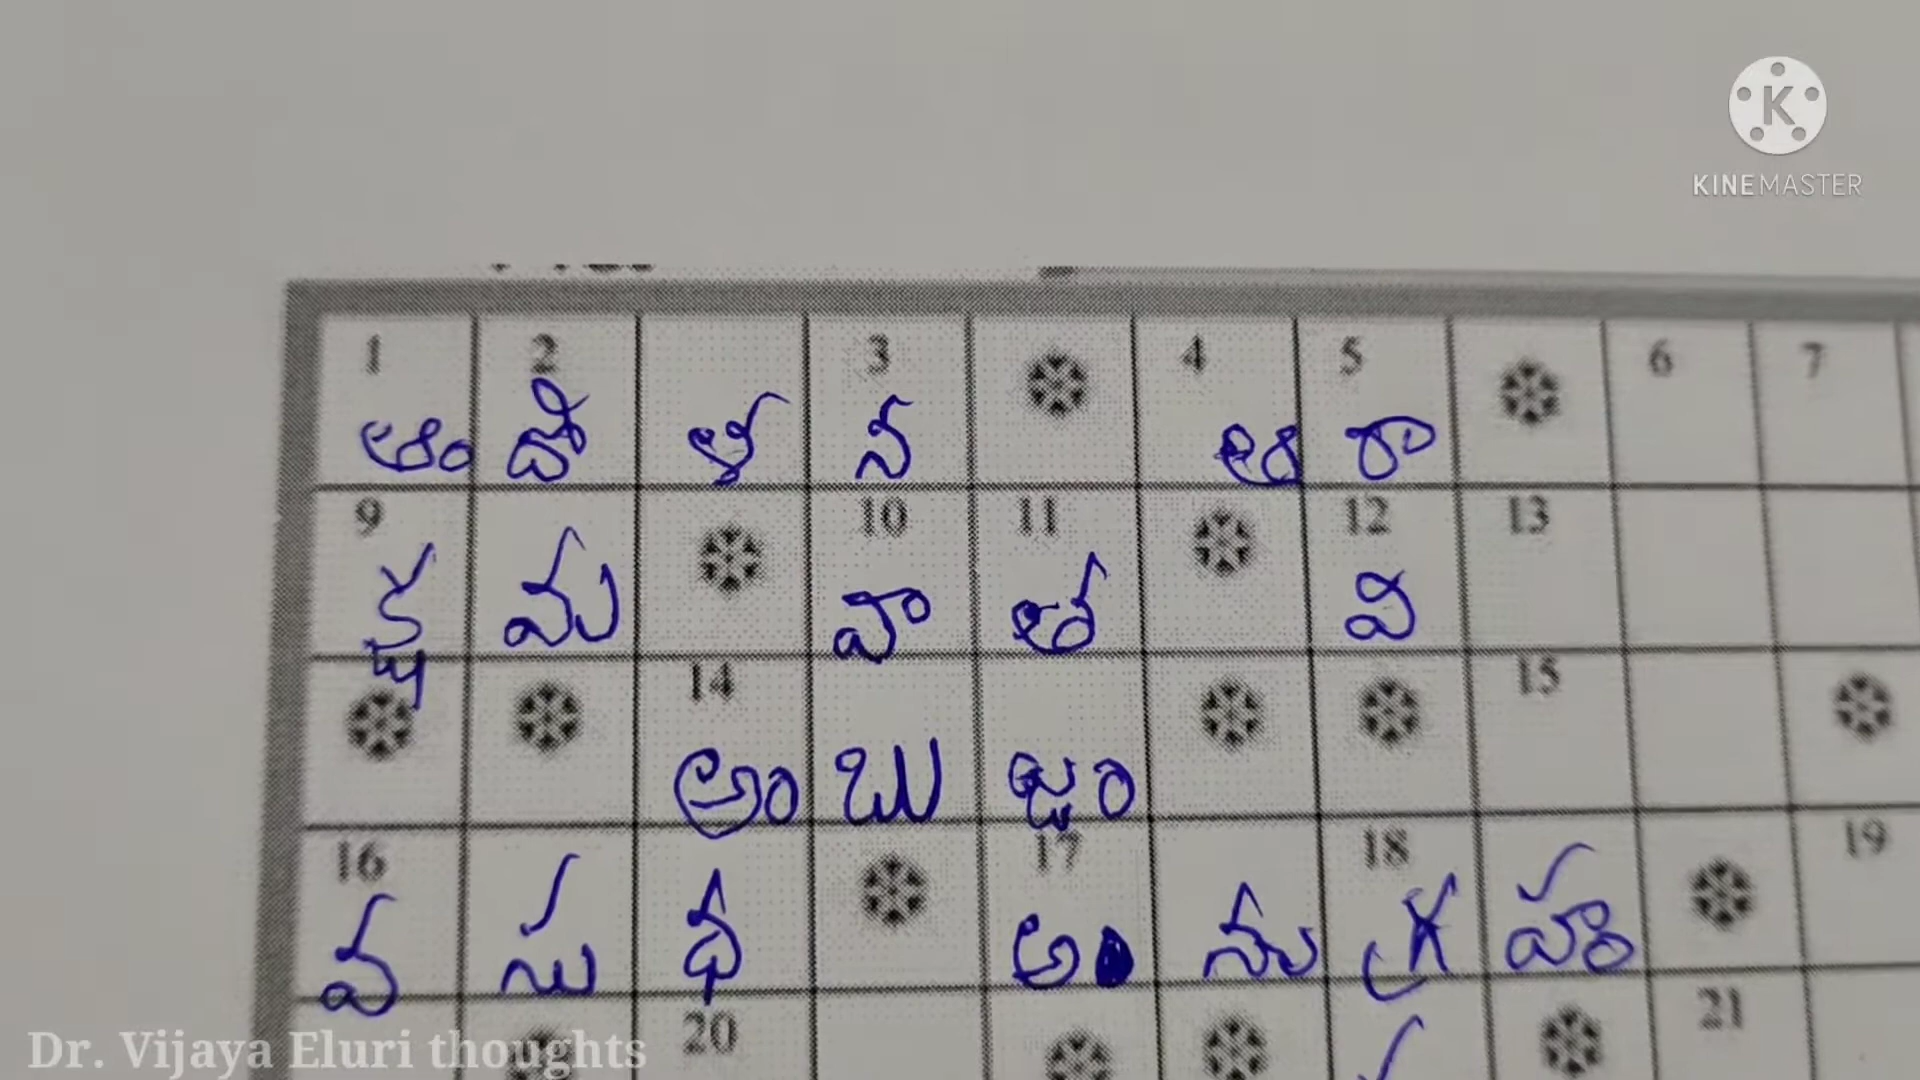 K
KINEMASTER
1 2 3 4 5 6 7
ఆం దో ళ న ఆ రా
9 10 11 12 13
క్ష మ వా త వి
14 15
అం బు జం
16 17 18 19
వ సు ధ అ ను గ్ర హం
20 21
Dr. Vijaya Eluri thoughts